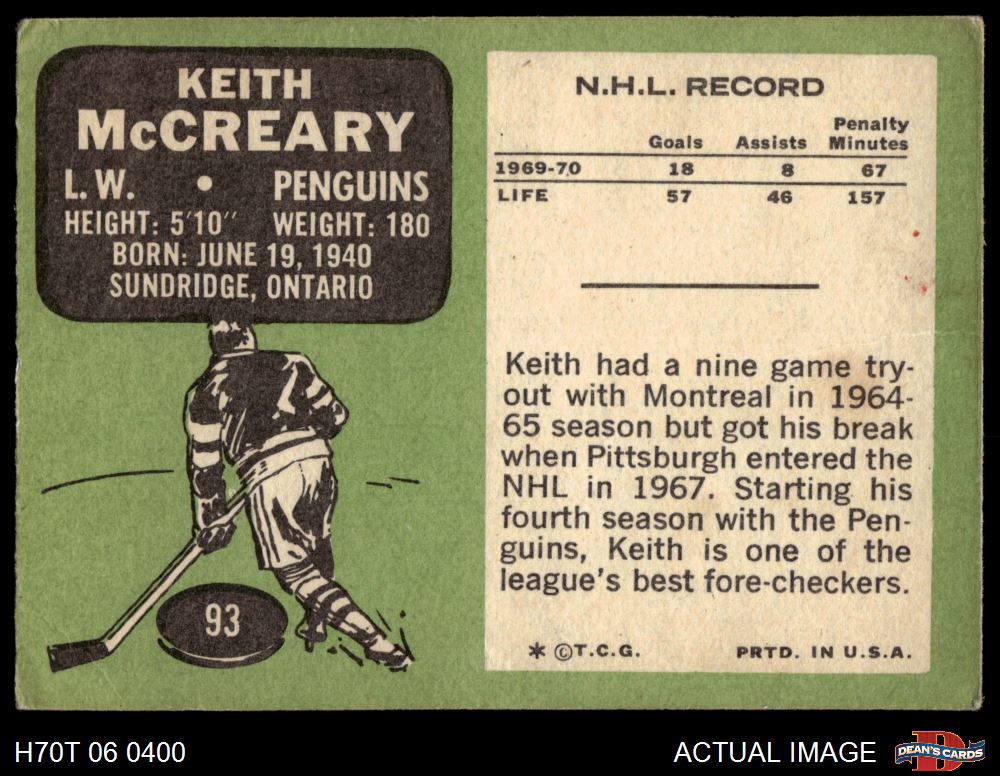 KEITH
McCREARY
L.W. • PENGUINS
HEIGHT: 5'10" WEIGHT: 180
BORN: JUNE 19, 1940
SUNDRIDGE, ONTARIO
93
N.H.L. RECORD
Goals Assists Penalty Minutes
1969-70 18 8 67
LIFE 57 46 157
Keith had a nine game try-
out with Montreal in 1964-
65 season but got his break
when Pittsburgh entered the
NHL in 1967. Starting his
fourth season with the Pen-
guins, Keith is one of the
league's best fore-checkers.
* ©T.C.G. PRTD. IN U.S.A.
H70T 06 0400 ACTUAL IMAGE DEAN'S CARDS